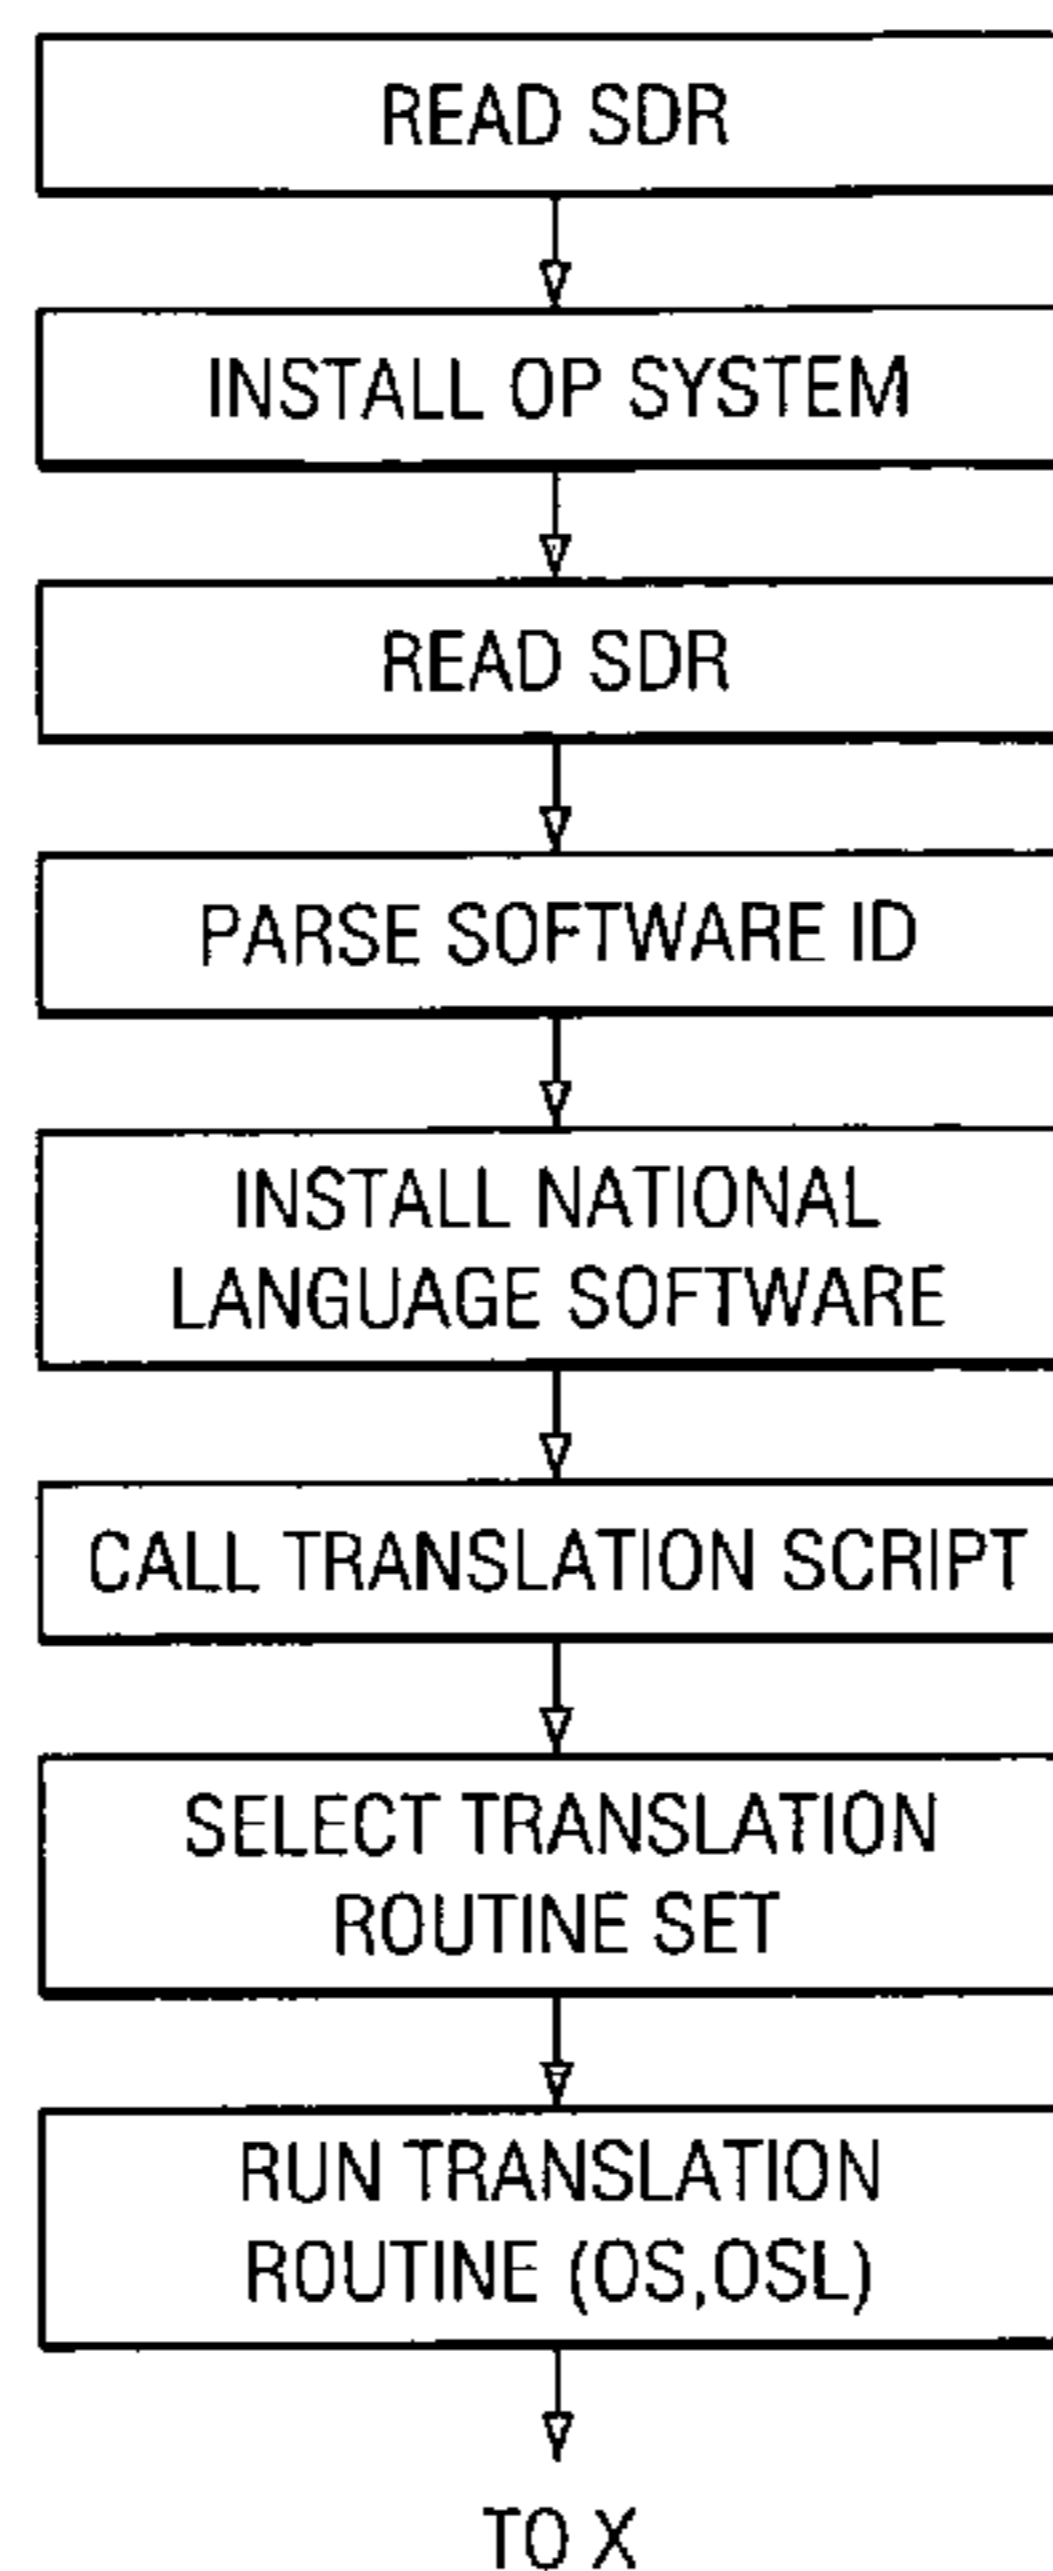 READ SDR
INSTALL OP SYSTEM
READ SDR
PARSE SOFTWARE ID
INSTALL NATIONAL
LANGUAGE SOFTWARE
CALL TRANSLATION SCRIPT
SELECT TRANSLATION
ROUTINE SET
RUN TRANSLATION
ROUTINE (OS,OSL)
TO X